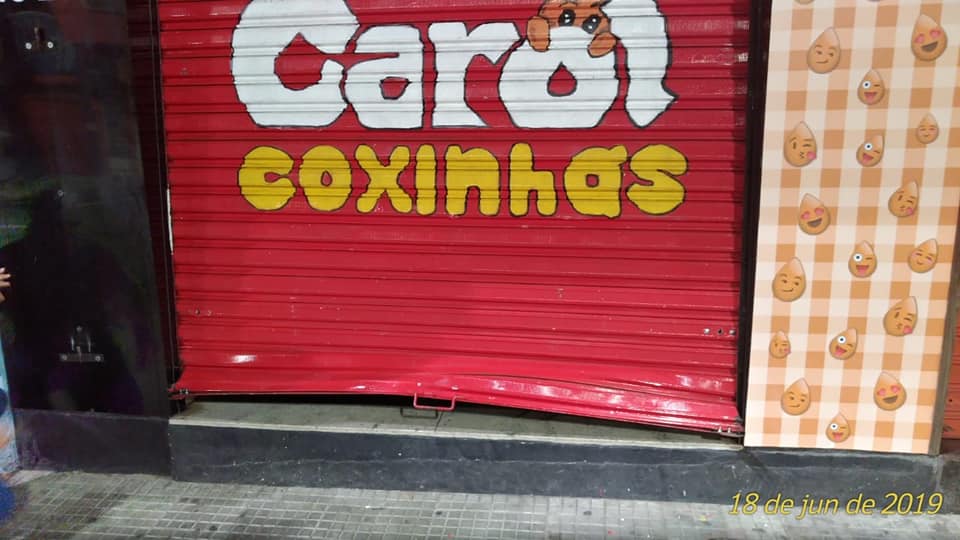 Carol
coxinhas
18 de jun de 2019